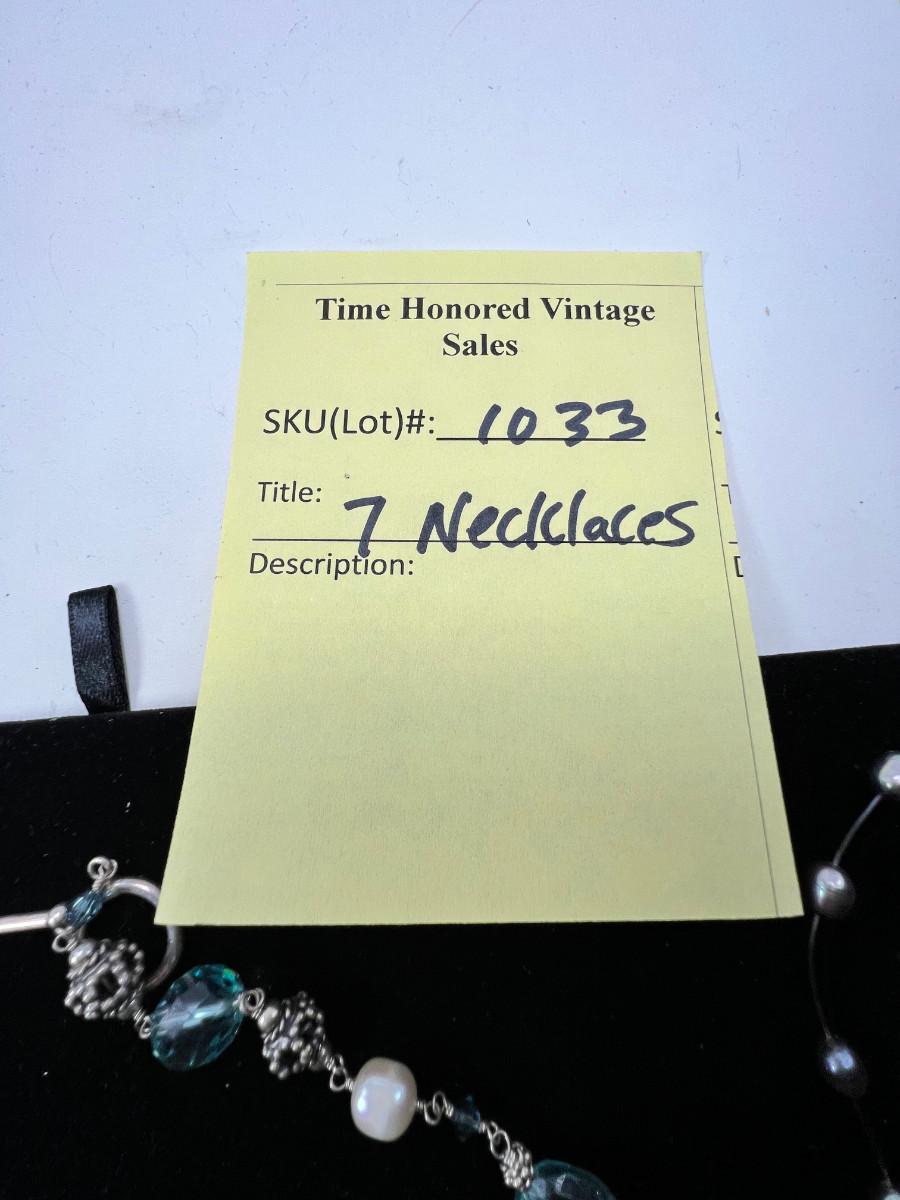 Time Honored Vintage
Sales
SKU(Lot)#: 1033
Title: 7 Necklaces
Description: